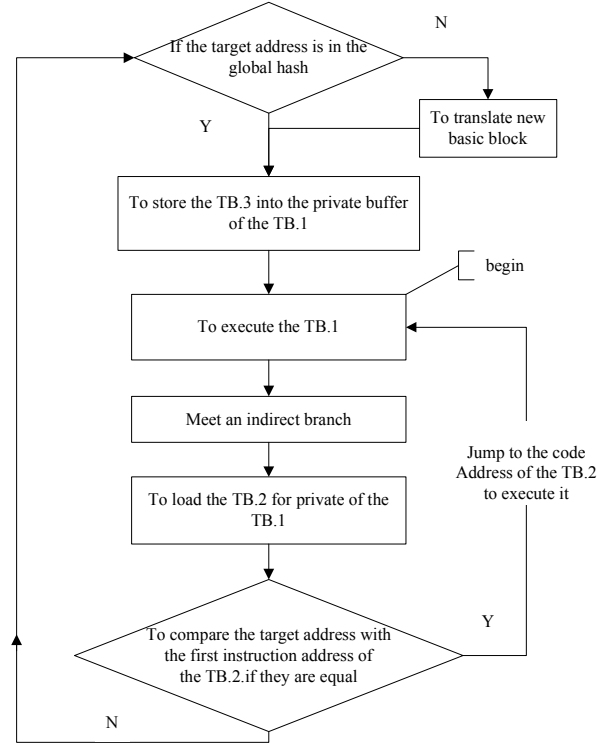 If the target address is in the
global hash
N
Y
To translate new
basic block
To store the TB.3 into the private buffer
of the TB.1
begin
To execute the TB.1
Meet an indirect branch
Jump to the code
Address of the TB.2
to execute it
To load the TB.2 for private of the
TB.1
To compare the target address with
the first instruction address of
the TB.2.if they are equal
Y
N